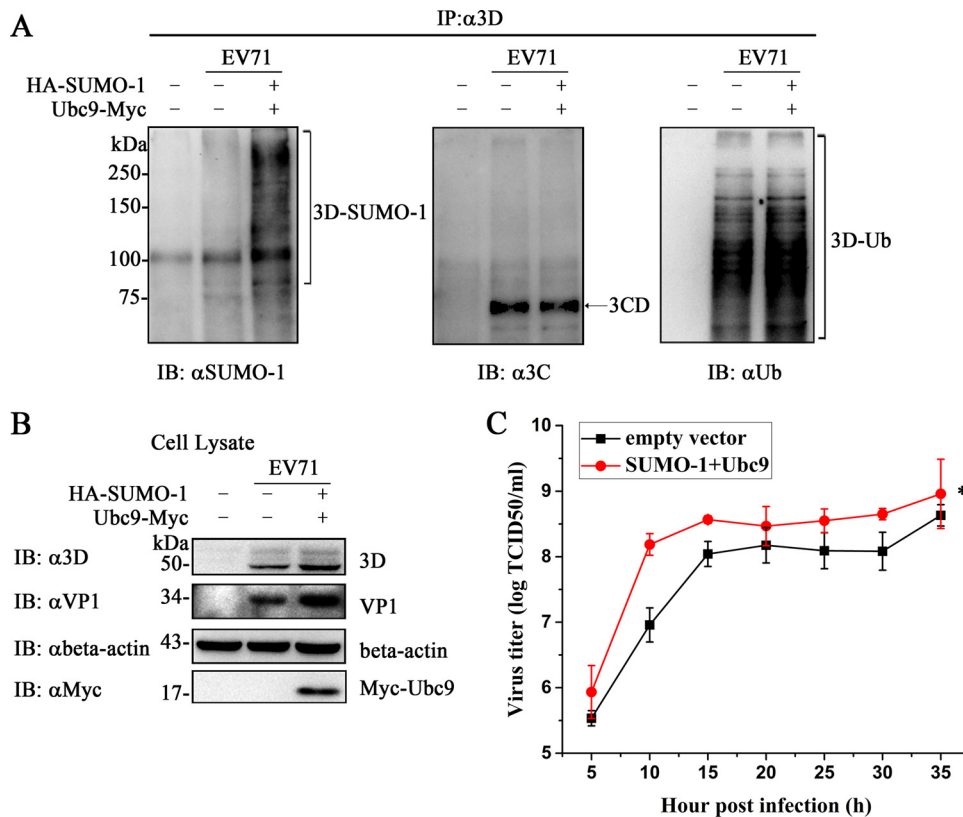 A
IP:α3D
EV71
EV71
EV71
HA-SUMO-1 − − + − − + − − +
Ubc9-Myc − − + − − + − − +
kDa
250-
150-
100-
75-
3D-SUMO-1
←3CD
3D-Ub
IB: αSUMO-1
IB: α3C
IB: αUb
B
Cell Lysate
EV71
HA-SUMO-1 − − +
Ubc9-Myc − − +
kDa
IB: α3D 50- 3D
IB: αVP1 34- VP1
IB: αbeta-actin 43- beta-actin
IB: αMyc 17- Myc-Ubc9
C
empty vector
SUMO-1+Ubc9
Virus titer (log TCID50/ml)
10
9
8
7
6
5
*
5 10 15 20 25 30 35
Hour post infection (h)